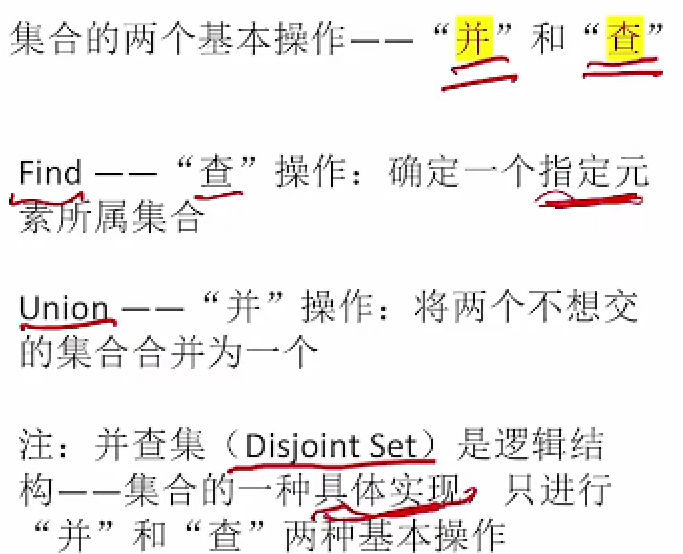 集合的两个基本操作——“并”和“查”
Find ——“查”操作：确定一个指定元
素所属集合
Union ——“并”操作：将两个不想交
的集合合并为一个
注：并查集（Disjoint Set）是逻辑结
构——集合的一种具体实现，只进行
“并”和“查”两种基本操作